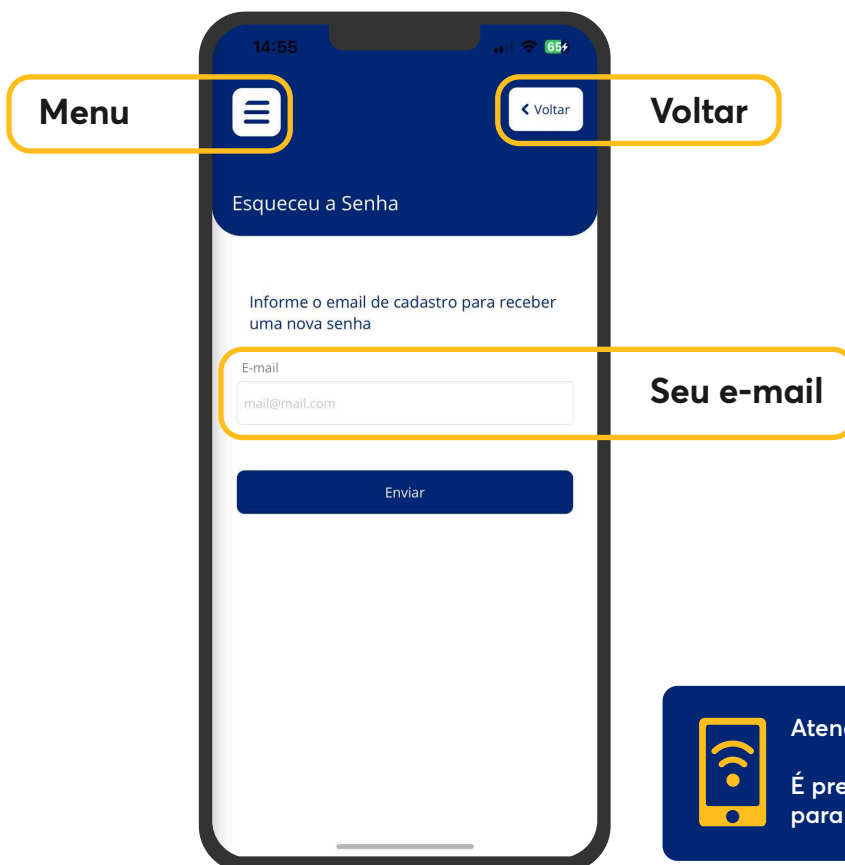 14:55
65
Menu
Voltar
Voltar
Esqueceu a Senha
Informe o email de cadastro para receber
uma nova senha
E-mail
mail@mail.com
Seu e-mail
Enviar
É
para